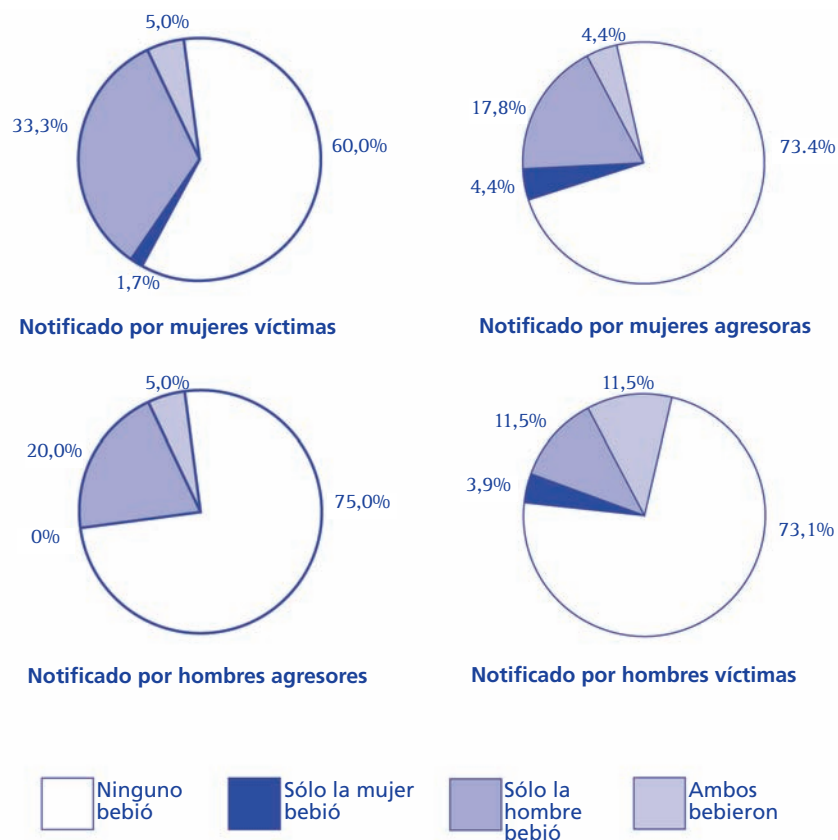 5,0%
33,3%
60,0%
1,7%
Notificado por mujeres víctimas
4,4%
17,8%
73.4%
4,4%
Notificado por mujeres agresoras
5,0%
20,0%
75,0%
0%
Notificado por hombres agresores
11,5%
11,5%
3,9%
73,1%
Notificado por hombres víctimas
Ninguno
bebió
Sólo la mujer
bebió
Sólo la
hombre
bebió
Ambos
bebieron